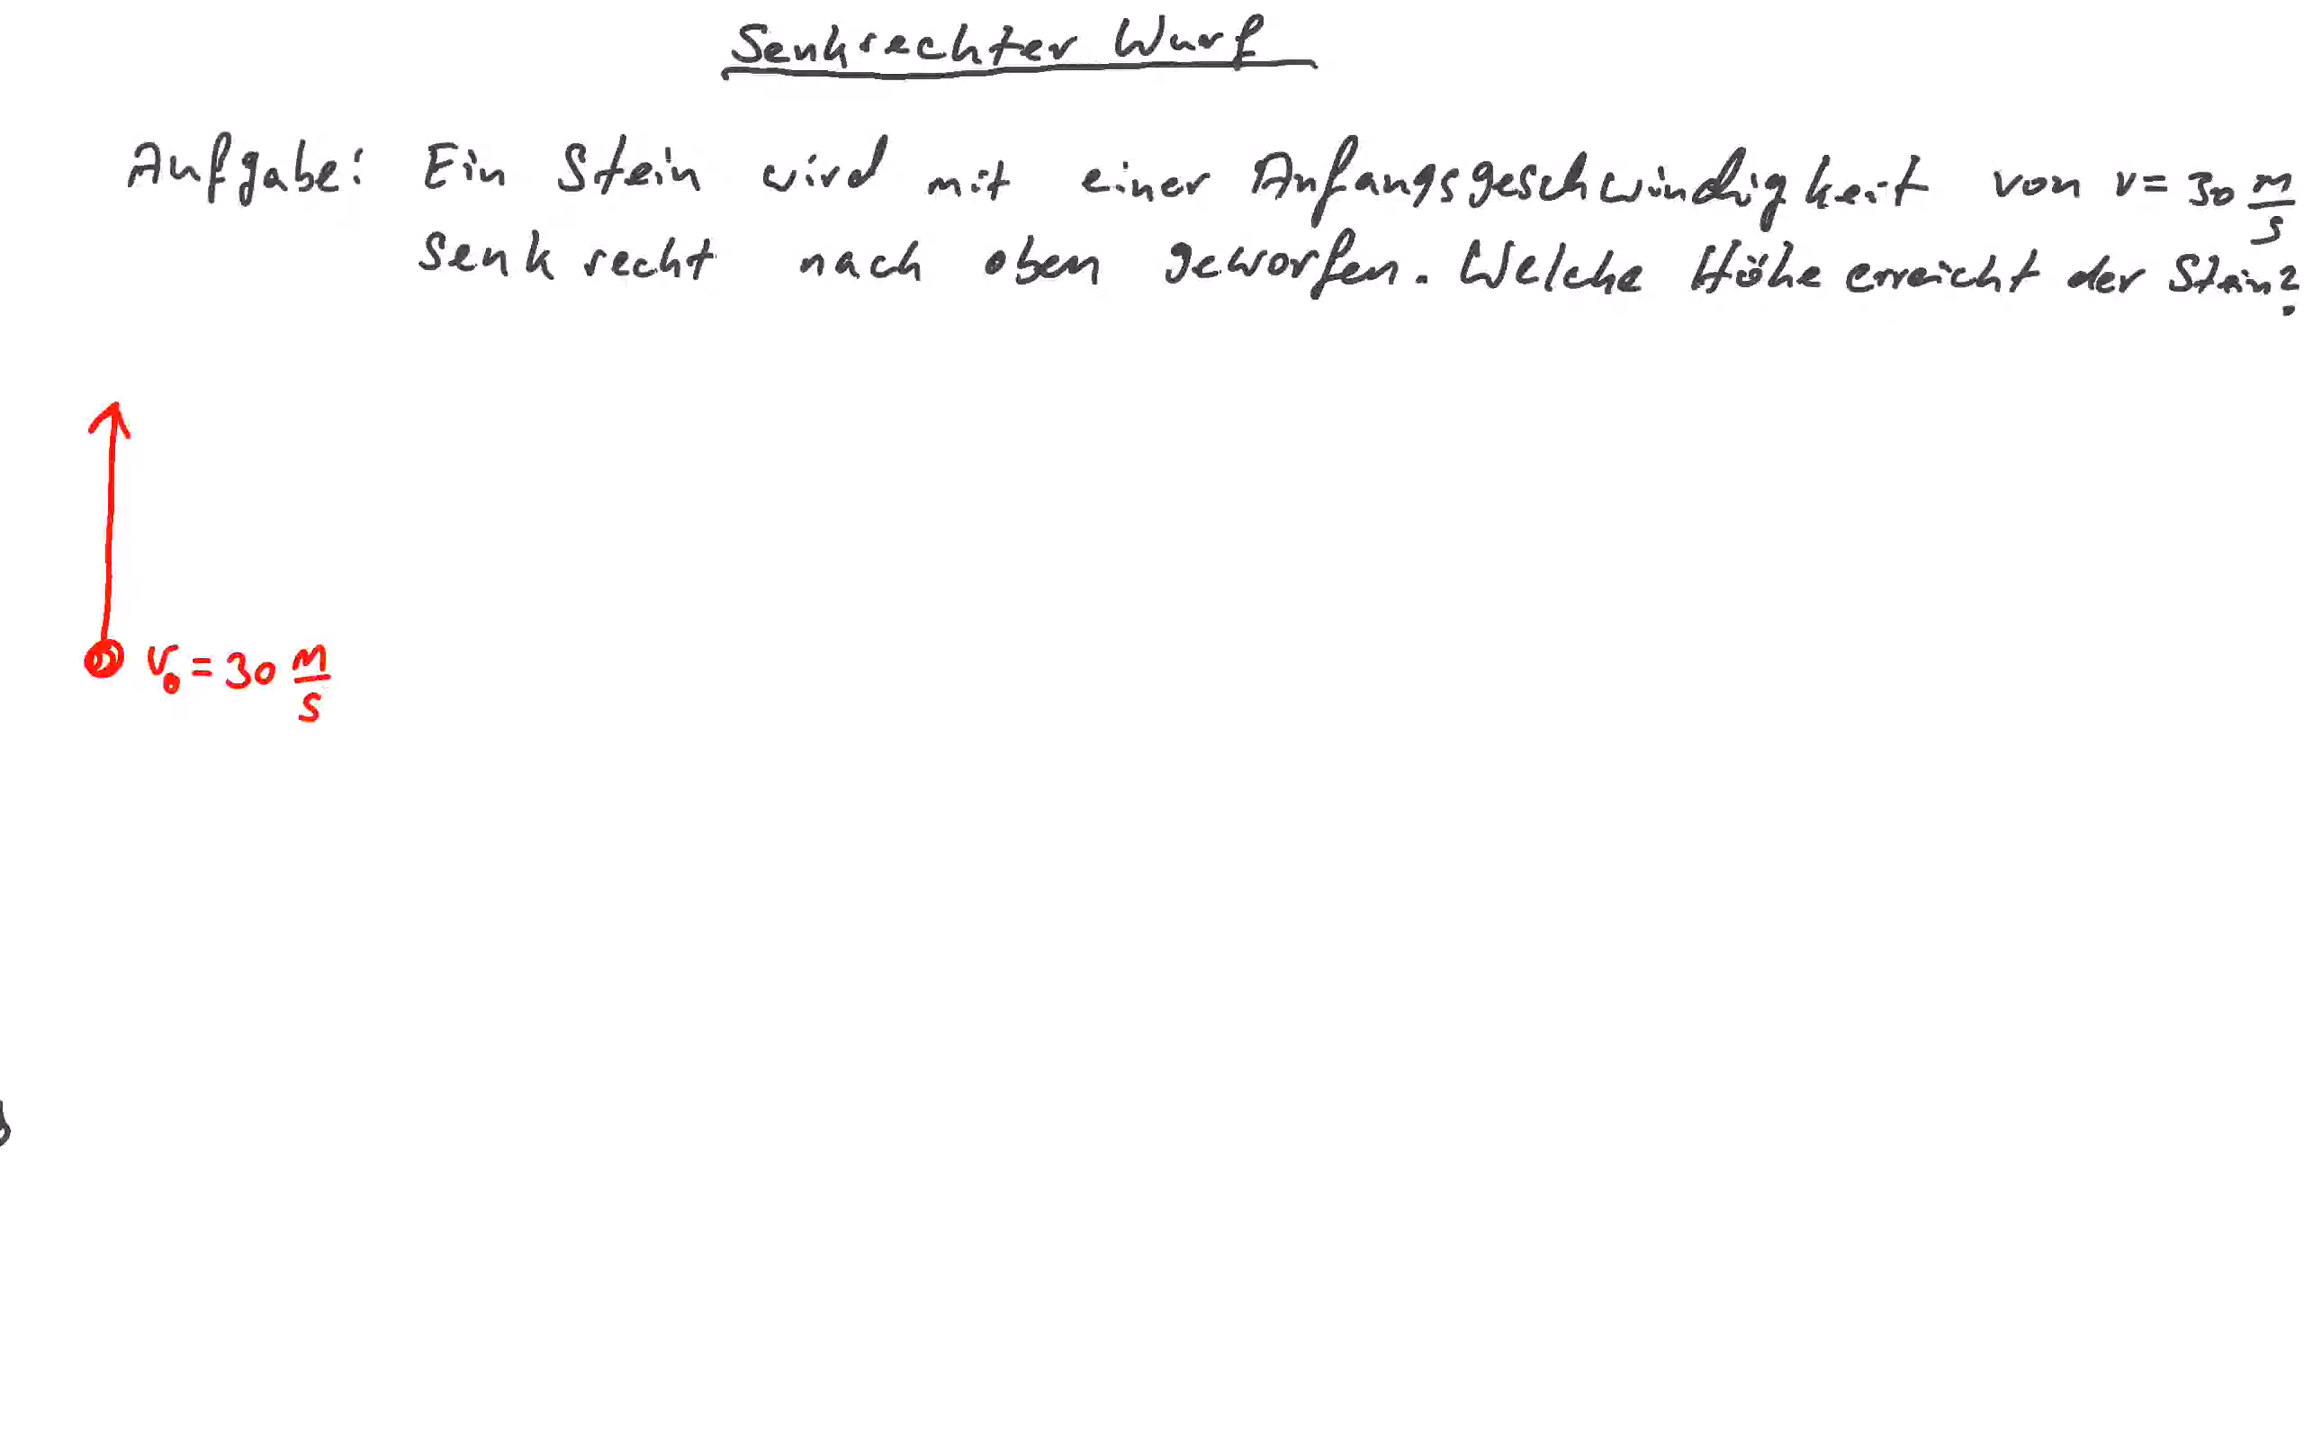 Senkrechter Wurf
Aufgabe: Ein Stein wird mit einer Anfangsgeschwindigkeit von v = 30 m/s
senkrecht nach oben geworfen. Welche Höhe erreicht der Stein?
v₀ = 30 m/s